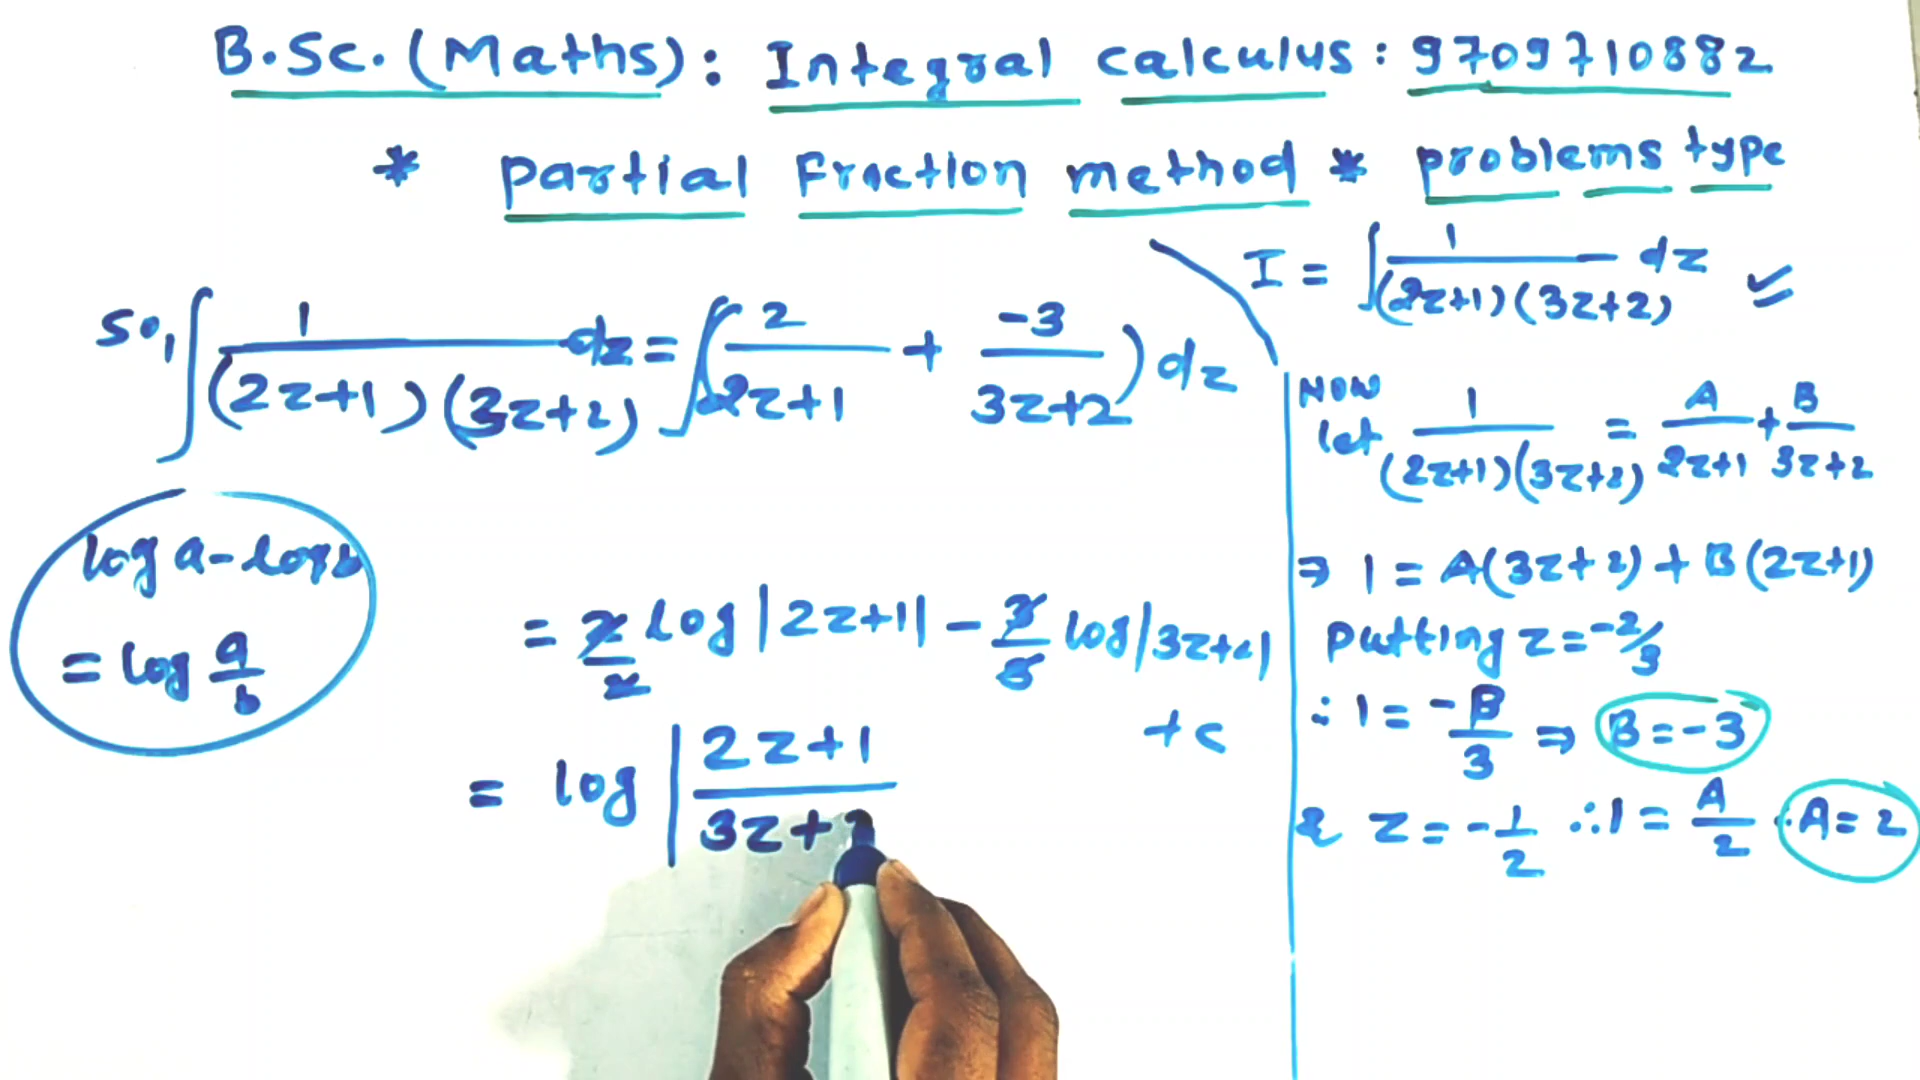 B.Sc. (Maths): Integral calculus: 9709710882
* Partial Fraction method * problems type
I = ∫ 1/((2z+1)(3z+2)) dz ✓
So, ∫ 1/((2z+1)(3z+2)) dz = ∫ (2/(2z+1) + -3/(3z+2)) dz
= 2/2 log|2z+1| - 3/3 log|3z+2|
+c
= log |(2z+1)/(3z+2)
log a - log b
= log a/b
Now
let 1/((2z+1)(3z+2)) = A/(2z+1) + B/(3z+2)
⇒ 1 = A(3z+2) + B(2z+1)
Putting z = -2/3
∴ 1 = -B/3 ⇒ B = -3
& z = -1/2 ∴ 1 = A/2 ∴ A = 2